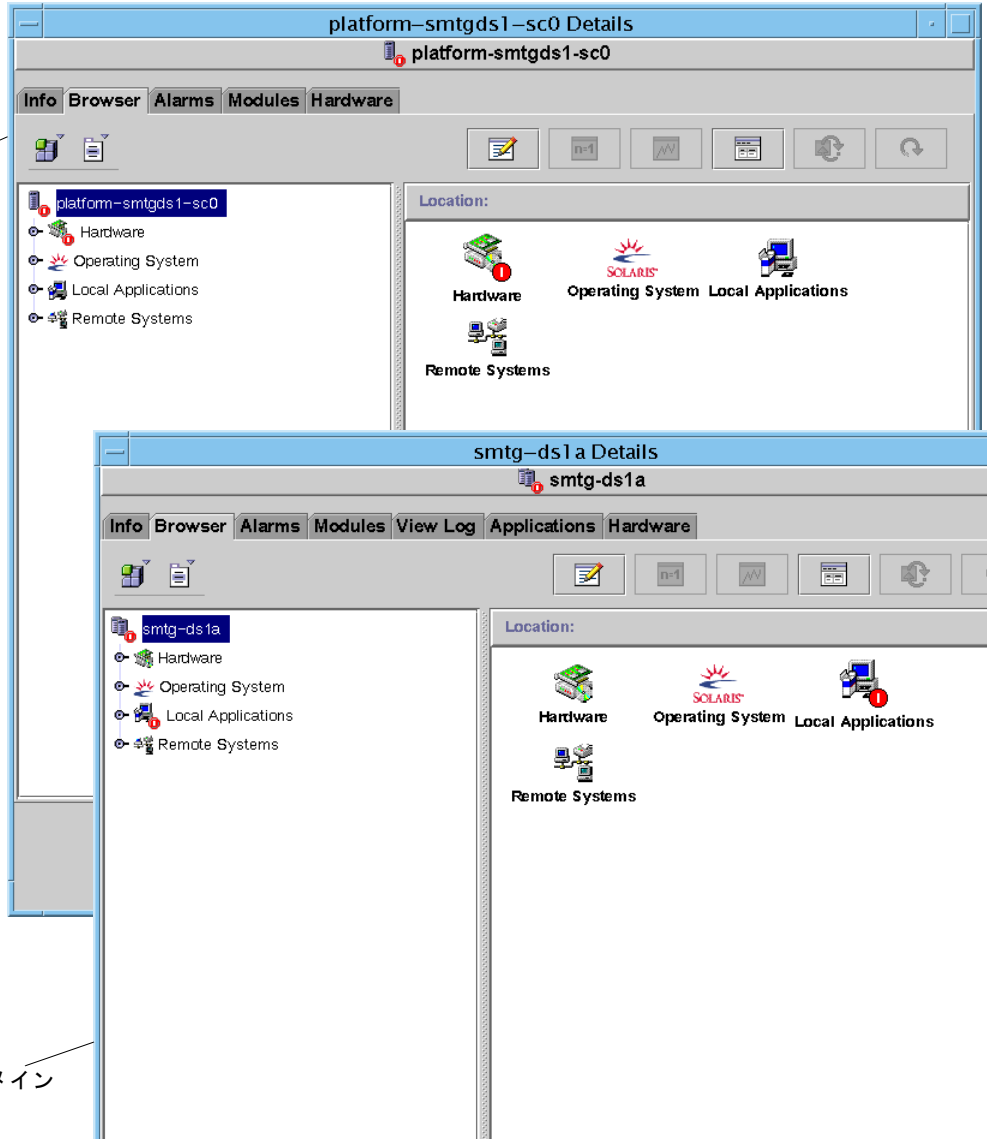 platform-smtgds1-sc0 Details
platform-smtgds1-sc0
Info Browser Alarms Modules Hardware
n=1
platform-smtgds1-sc0
Hardware
Operating System
Local Applications
Remote Systems
Location:
Hardware
SOLARIS
Operating System
Local Applications
Remote Systems
smtg-ds1a Details
smtg-ds1a
Info Browser Alarms Modules View Log Applications Hardware
n=1
smtg-ds1a
Hardware
Operating System
Local Applications
Remote Systems
Location:
Hardware
SOLARIS
Operating System
Local Applications
Remote Systems
メイン